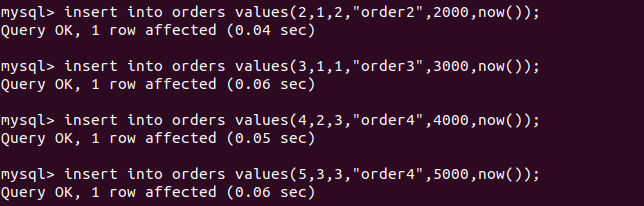 mysql> insert into orders values(2,1,2,"order2",2000,now());
Query OK, 1 row affected (0.04 sec)
mysql> insert into orders values(3,1,1,"order3",3000,now());
Query OK, 1 row affected (0.06 sec)
mysql> insert into orders values(4,2,3,"order4",4000,now());
Query OK, 1 row affected (0.05 sec)
mysql> insert into orders values(5,3,3,"order4",5000,now());
Query OK, 1 row affected (0.06 sec)